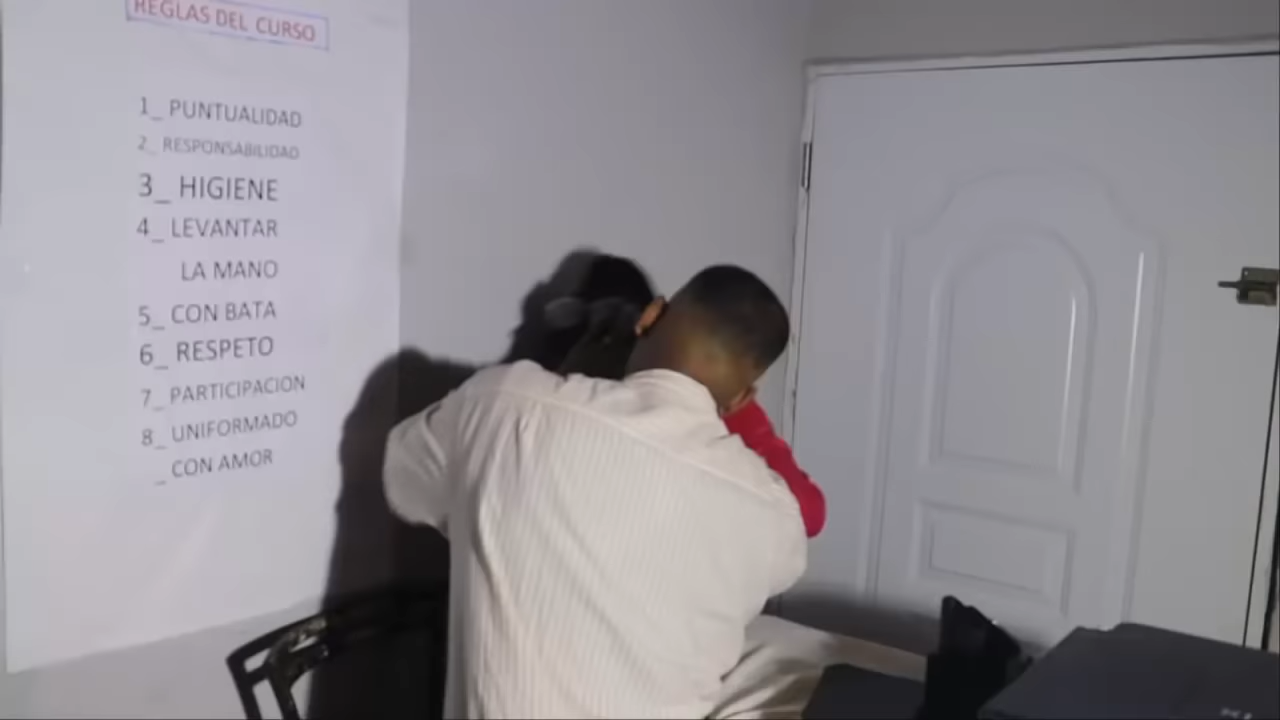 REGLAS DEL CURSO
1_ PUNTUALIDAD
2_ RESPONSABILIDAD
3_ HIGIENE
4_ LEVANTAR
LA MANO
5_ CON BATA
6_ RESPETO
7_ PARTICIPACION
8_ UNIFORMADO
_ CON AMOR